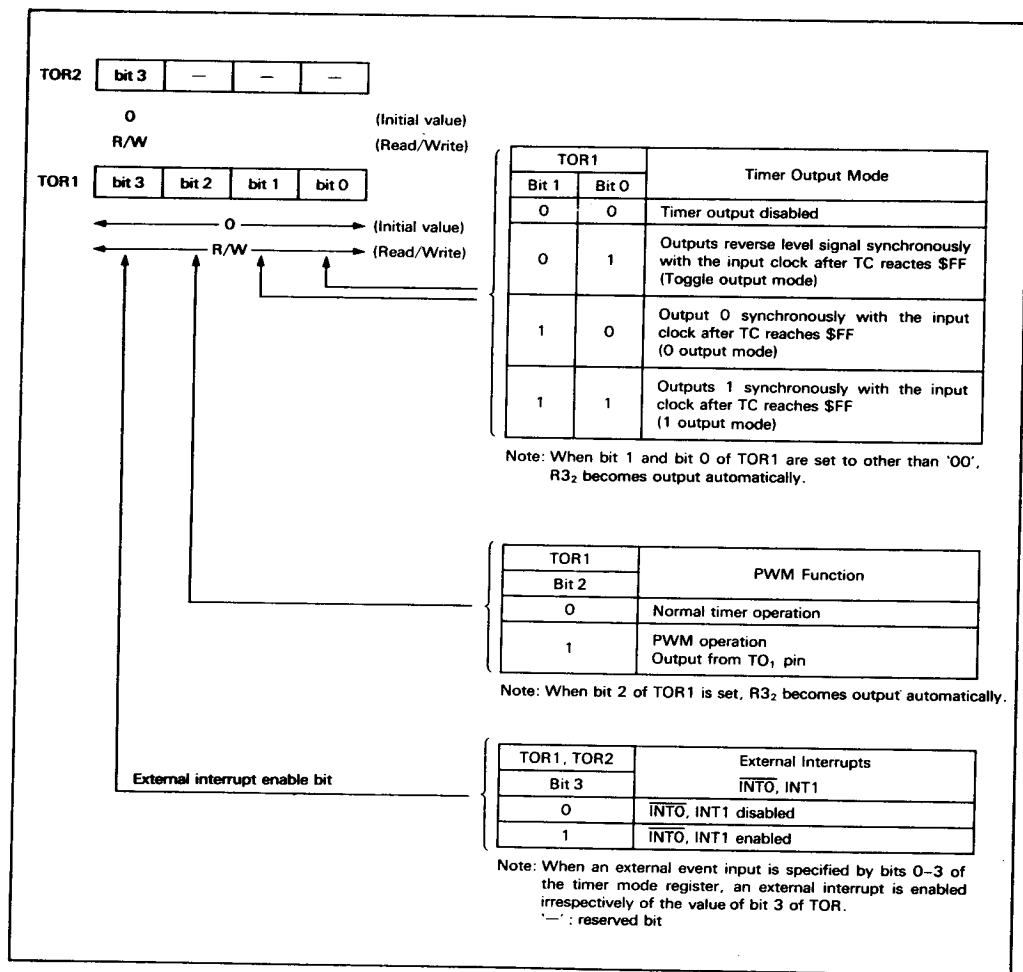 TOR2 bit 3 — — —
0 (Initial value)
R/W (Read/Write)
TOR1 bit 3 bit 2 bit 1 bit 0
0 (Initial value)
R/W (Read/Write)
TOR1 Timer Output Mode
Bit 1 Bit 0
0 0 Timer output disabled
0 1 Outputs reverse level signal synchronously
with the input clock after TC reactes $FF
(Toggle output mode)
1 0 Output 0 synchronously with the input
clock after TC reaches $FF
(0 output mode)
1 1 Outputs 1 synchronously with the input
clock after TC reaches $FF
(1 output mode)
Note: When bit 1 and bit 0 of TOR1 are set to other than '00',
R3₂ becomes output automatically.
TOR1 PWM Function
Bit 2
0 Normal timer operation
1 PWM operation
Output from TO₁ pin
Note: When bit 2 of TOR1 is set, R3₂ becomes output automatically.
External interrupt enable bit
TOR1, TOR2 External Interrupts
Bit 3 I̅N̅T̅0̅, INT1
0 I̅N̅T̅0̅, INT1 disabled
1 I̅N̅T̅0̅, INT1 enabled
Note: When an external event input is specified by bits 0–3 of
the timer mode register, an external interrupt is enabled
irrespectively of the value of bit 3 of TOR.
'—' : reserved bit